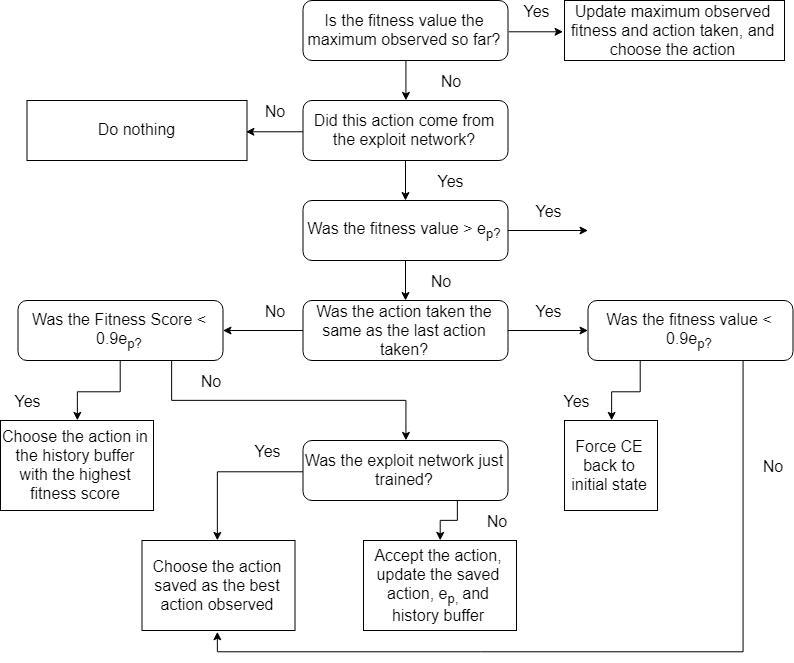 Is the fitness value the
maximum observed so far?
Yes
Update maximum observed
fitness and action taken, and
choose the action
No
Did this action come from
the exploit network?
No
Do nothing
Yes
Was the fitness value > ep?
Yes
No
Was the action taken the
same as the last action
taken?
No
Yes
Was the Fitness Score <
0.9ep?
Was the fitness value <
0.9ep?
Yes
No
Choose the action in
the history buffer
with the highest
fitness score
Yes
Force CE
back to
initial state
No
Was the exploit network just
trained?
Yes
No
Choose the action
saved as the best
action observed
Accept the action,
update the saved
action, ep, and
history buffer